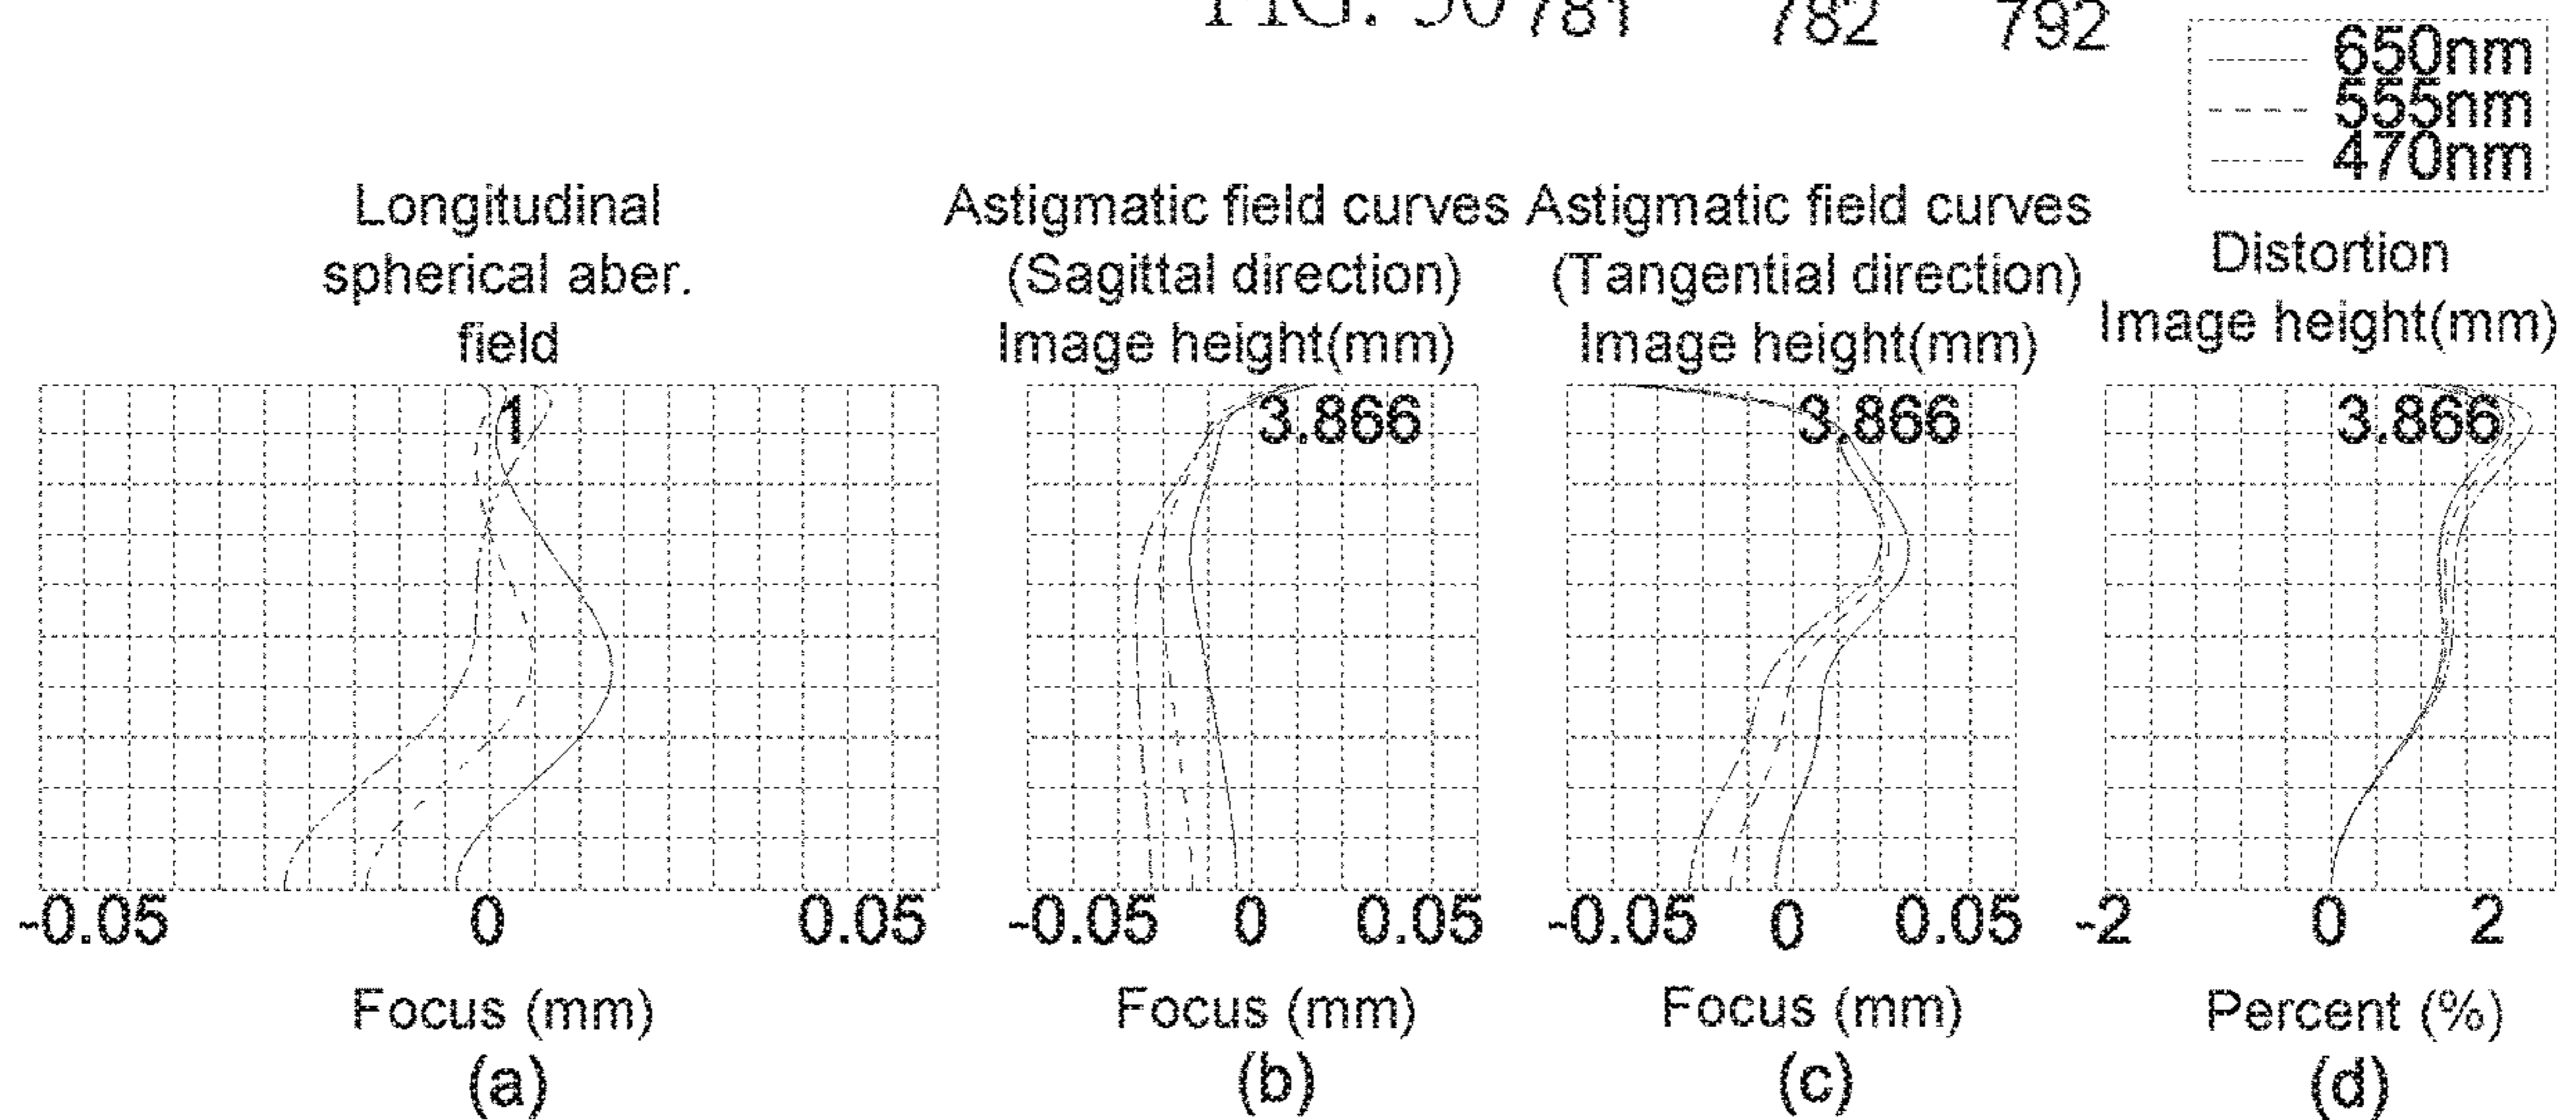 FIG. 30 781 782 792
650nm
555nm
470nm
Longitudinal
spherical aber.
field
Astigmatic field curves
(Sagittal direction)
Image height(mm)
Astigmatic field curves
(Tangential direction)
Image height(mm)
Distortion
Image height(mm)
1
3.866
3.866
3.866
-0.05 0 0.05
-0.05 0 0.05
-0.05 0 0.05
-2 0 2
Focus (mm)
Focus (mm)
Focus (mm)
Percent (%)
(a)
(b)
(c)
(d)